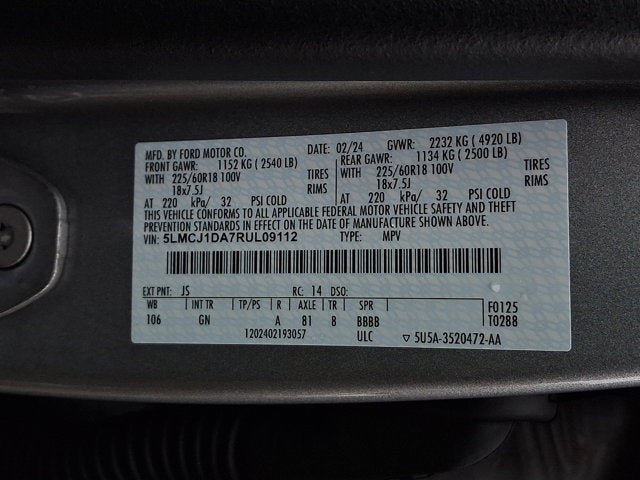 MFD. BY FORD MOTOR CO. DATE: 02/24 GVWR: 2232 KG ( 4920 LB)
FRONT GAWR: 1152 KG ( 2540 LB) REAR GAWR: 1134 KG ( 2500 LB)
WITH 225/60R18 100V TIRES WITH 225/60R18 100V TIRES
18x7.5J RIMS 18x7.5J RIMS
AT 220 kPa/ 32 PSI COLD AT 220 kPa/ 32 PSI COLD
THIS VEHICLE CONFORMS TO ALL APPLICABLE FEDERAL MOTOR VEHICLE SAFETY AND THEFT
PREVENTION STANDARDS IN EFFECT ON THE DATE OF MANUFACTURE SHOWN ABOVE.
VIN: 5LMCJ1DA7RUL09112 TYPE: MPV
EXT PNT: JS RC: 14 DSO:
WB INT TR TP/PS R AXLE TR SPR F0125
106 GN A 81 8 BBBB T0288
1202402193057 ULC ▽ 5U5A-3520472-AA